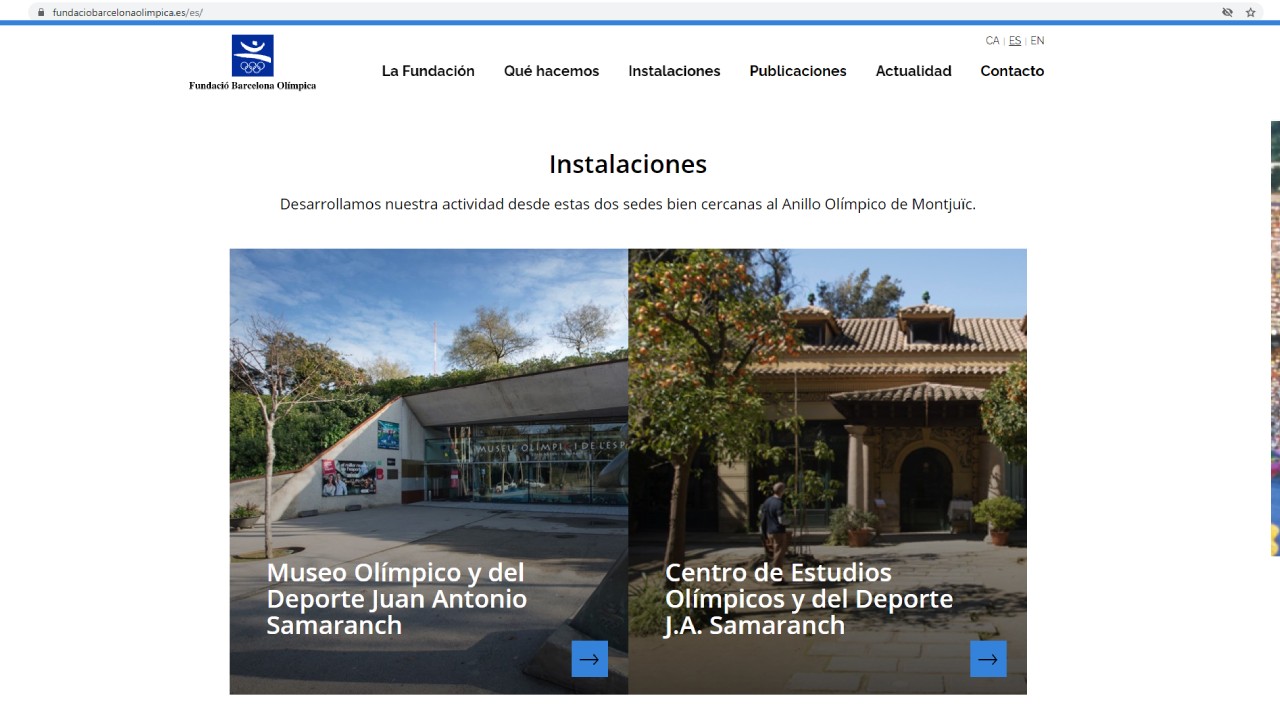 fundaciobarcelonaolimpica.es/es/
CA | ES | EN
Fundació Barcelona Olímpica
La Fundación Qué hacemos Instalaciones Publicaciones Actualidad Contacto
Instalaciones
Desarrollamos nuestra actividad desde estas dos sedes bien cercanas al Anillo Olímpico de Montjuïc.
MUSEU OLÍMPIC I DE L'ESP
Museo Olímpico y del
Deporte Juan Antonio
Samaranch
Centro de Estudios
Olímpicos y del Deporte
J.A. Samaranch